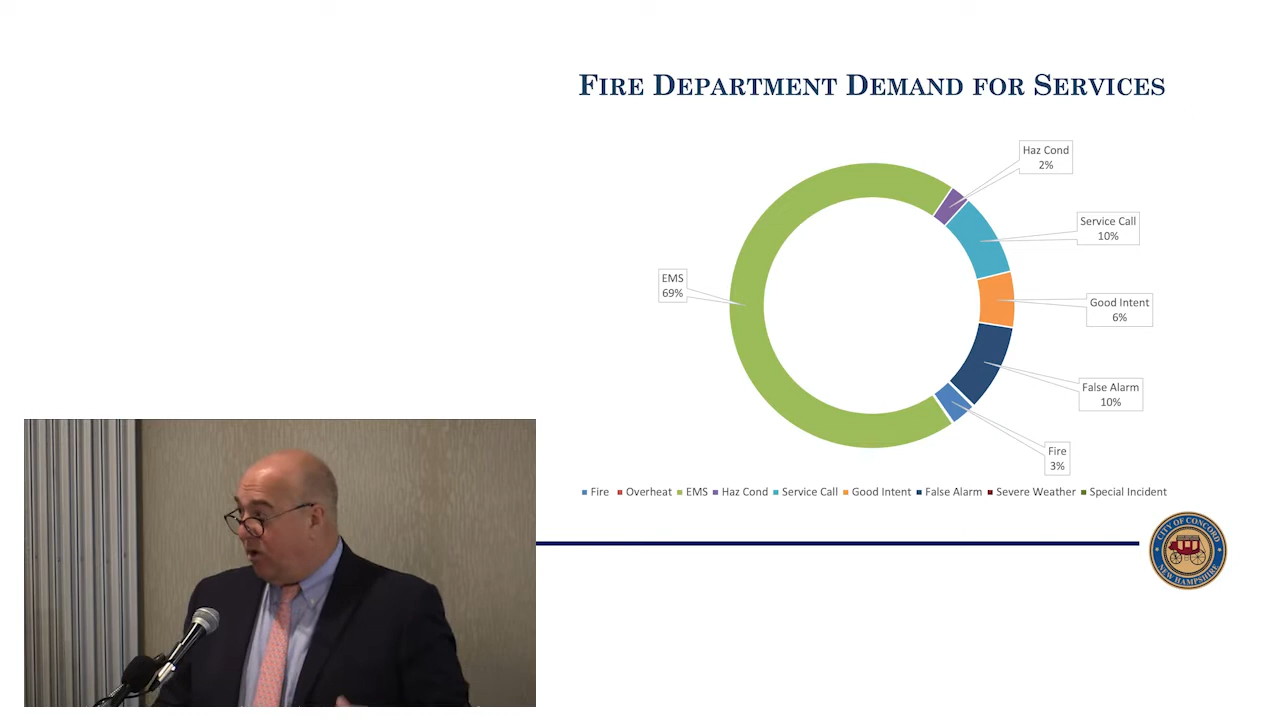 FIRE DEPARTMENT DEMAND FOR SERVICES
Haz Cond
2%
Service Call
10%
EMS
69%
Good Intent
6%
False Alarm
10%
Fire
3%
Fire Overheat EMS Haz Cond Service Call Good Intent False Alarm Severe Weather Special Incident
CITY OF CONCORD
NEW HAMPSHIRE